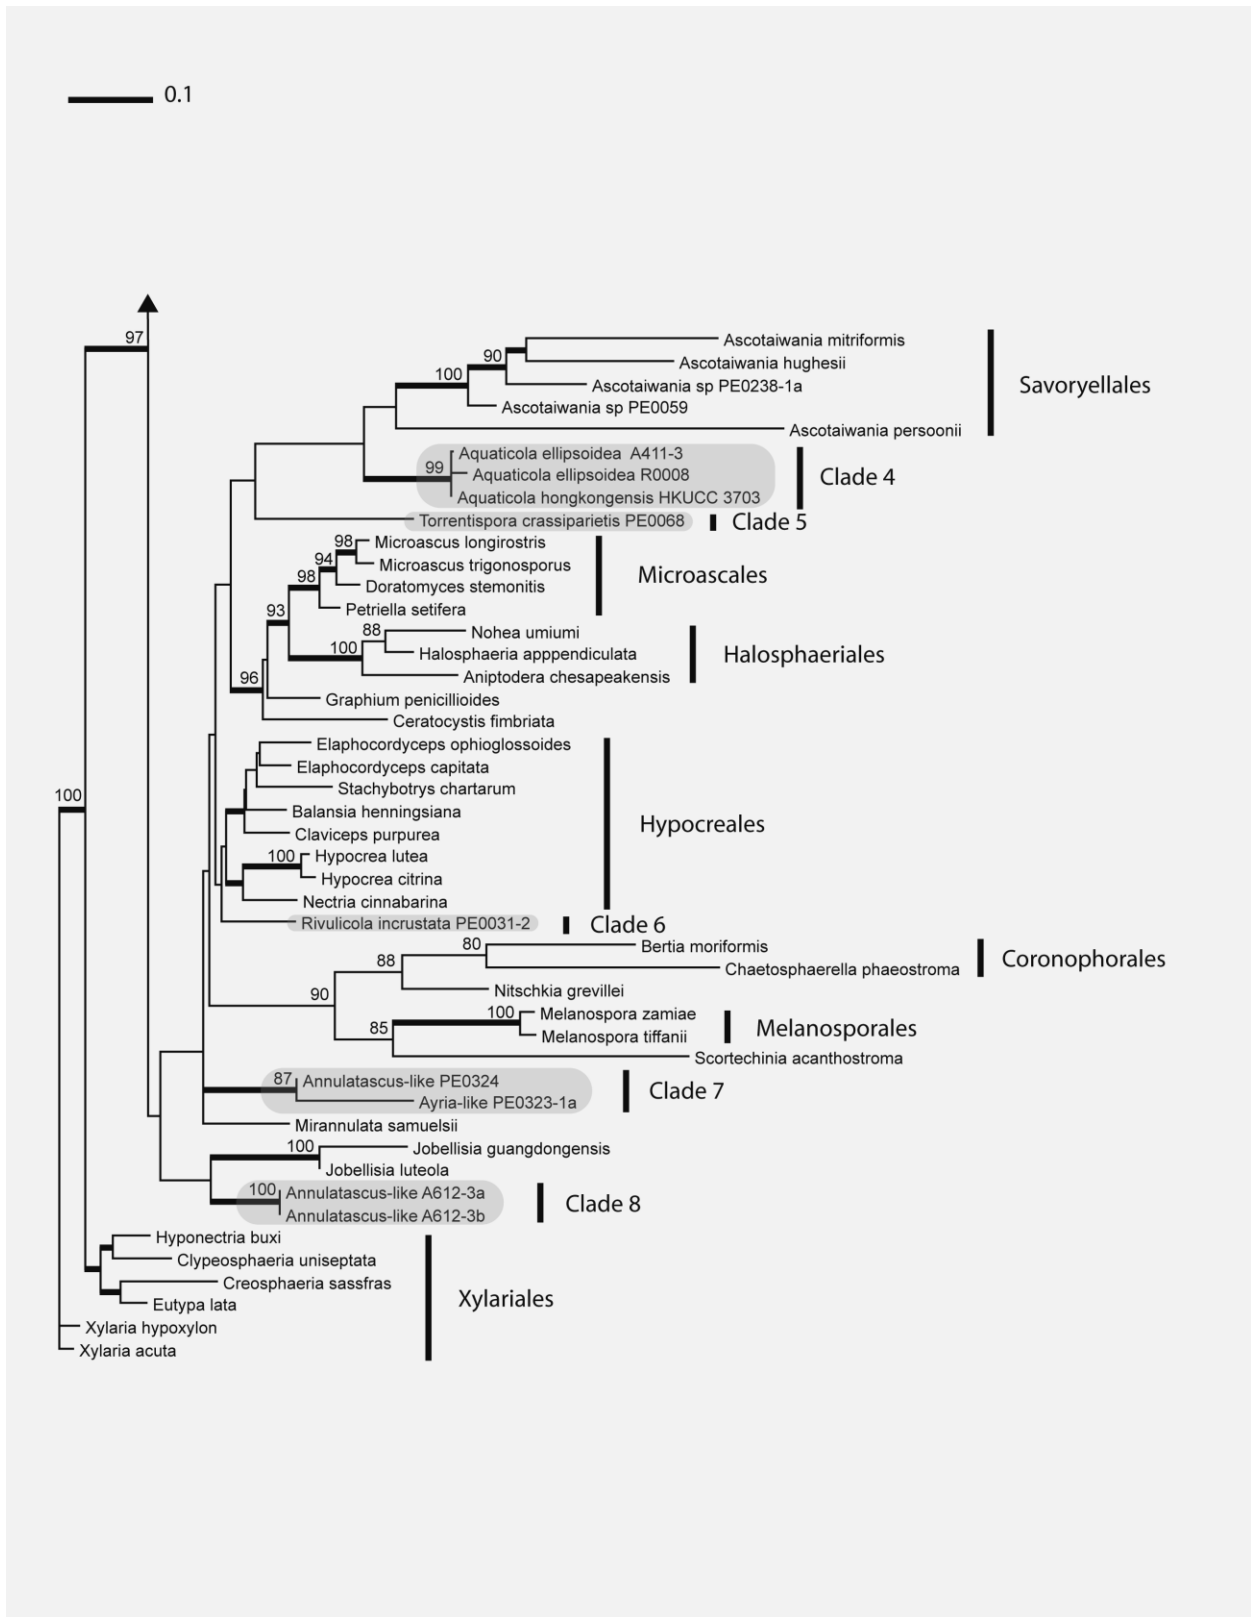 0.1
97
Ascotaiwania mitriformis
90
Ascotaiwania hughesii
100
Ascotaiwania sp PE0238-1a
Savoryellales
Ascotaiwania sp PE0059
Ascotaiwania persoonii
Aquaticola ellipsoidea A411-3
99
Aquaticola ellipsoidea R0008
Clade 4
Aquaticola hongkongensis HKUCC 3703
Torrentispora crassiparietis PE0068
Clade 5
98
Microascus longirostris
94
Microascus trigonosporus
98
Doratomyces stemonitis
Microascales
Petriella setifera
93
88
Nohea umiumi
100
Halosphaeria apppendiculata
Halosphaeriales
96
Aniptodera chesapeakensis
Graphium penicillioides
Ceratocystis fimbriata
Elaphocordyceps ophioglossoides
Elaphocordyceps capitata
Stachybotrys chartarum
100
Balansia henningsiana
Hypocreales
Claviceps purpurea
100
Hypocrea lutea
Hypocrea citrina
Nectria cinnabarina
Rivulicola incrustata PE0031-2
Clade 6
80
Bertia moriformis
88
Chaetosphaerella phaeostroma
Coronophorales
90
Nitschkia grevillei
100
Melanospora zamiae
85
Melanospora tiffanii
Melanosporales
Scortechinia acanthostroma
87
Annulatascus-like PE0324
Clade 7
Ayria-like PE0323-1a
Mirannulata samuelsii
100
Jobellisia guangdongensis
Jobellisia luteola
100
Annulatascus-like A612-3a
Clade 8
Annulatascus-like A612-3b
Hyponectria buxi
Clypeosphaeria uniseptata
Creosphaeria sassfras
Xylariales
Eutypa lata
Xylaria hypoxylon
Xylaria acuta